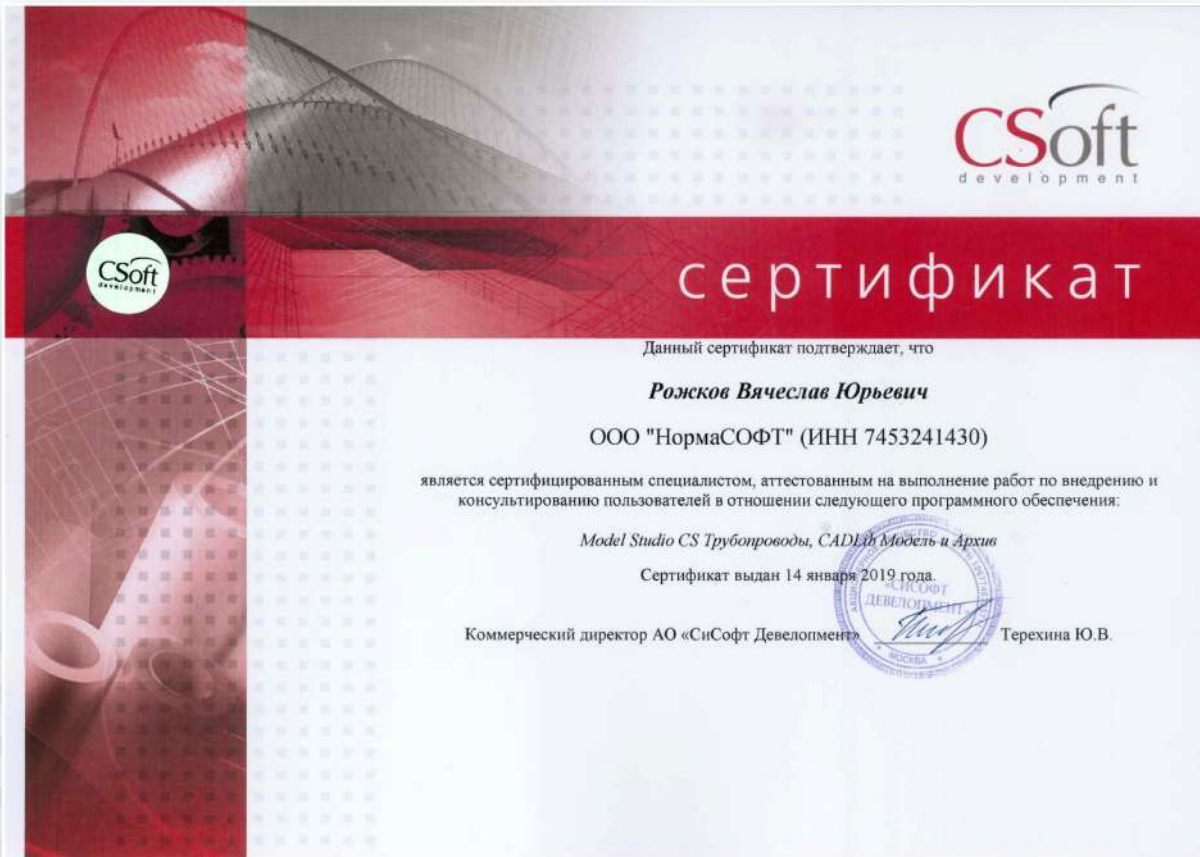 CSoft
development
сертификат
CSoft
development
Данный сертификат подтверждает, что
Рожков Вячеслав Юрьевич
ООО "НормаСОФТ" (ИНН 7453241430)
является сертифицированным специалистом, аттестованным на выполнение работ по внедрению и
консультированию пользователей в отношении следующего программного обеспечения:
Model Studio CS Трубопроводы, CADLib Модель и Архив
Сертификат выдан 14 января 2019 года.
«СИСОФТ
ДЕВЕЛОПМЕНТ»
Коммерческий директор АО «СиСофт Девелопмент» Терехина Ю.В.
МОСКВА